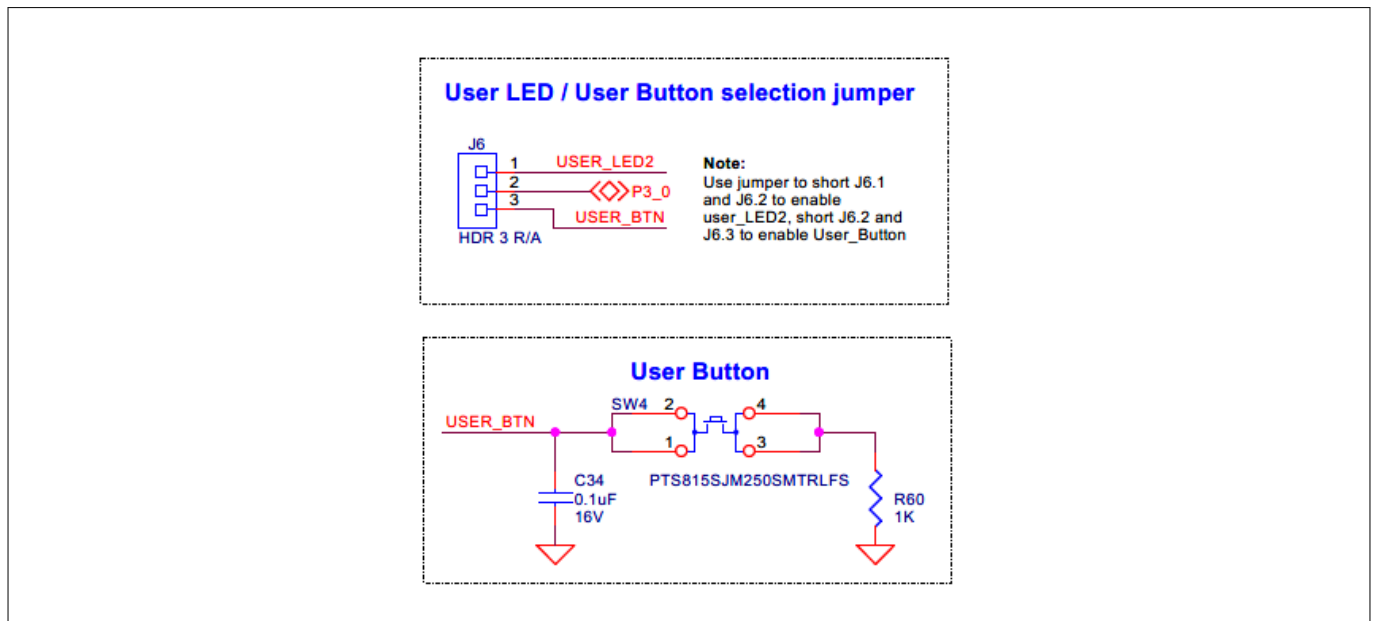 User LED / User Button selection jumper
J6
1
USER_LED2
2
P3_0
3
USER_BTN
HDR 3 R/A
Note:
Use jumper to short J6.1
and J6.2 to enable
user_LED2, short J6.2 and
J6.3 to enable User_Button
User Button
SW4
2
4
USER_BTN
1
3
C34
0.1uF
16V
PTS815SJM250SMTRLFS
R60
1K